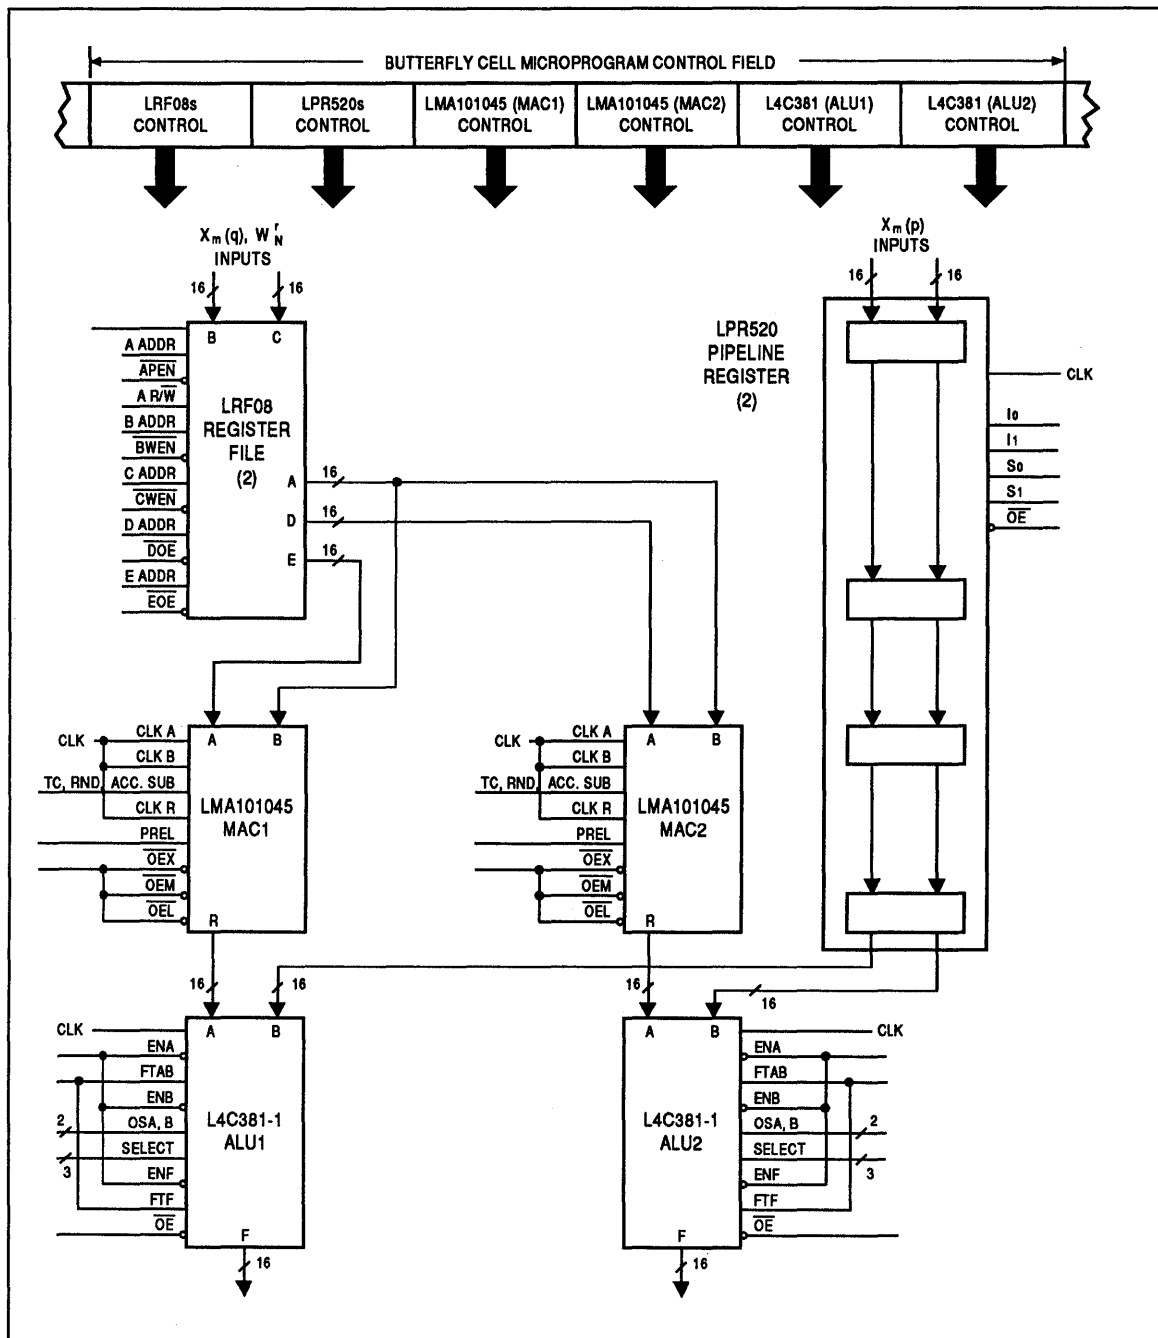 BUTTERFLY CELL MICROPROGRAM CONTROL FIELD
LRF08s CONTROL
LPR520s CONTROL
LMA101045 (MAC1) CONTROL
LMA101045 (MAC2) CONTROL
L4C381 (ALU1) CONTROL
L4C381 (ALU2) CONTROL
Xm (q), W r N
INPUTS
16
16
Xm (p)
INPUTS
16
16
B
C
A ADDR
APEN
A R/W
B ADDR
BWEN
C ADDR
CWEN
D ADDR
DOE
E ADDR
EOE
LRF08
REGISTER
FILE
(2)
A
16
D
16
E
16
LPR520
PIPELINE
REGISTER
(2)
CLK
I0
I1
S0
S1
OE
CLK
CLK A
CLK B
TC, RND, ACC. SUB
CLK R
PREL
OEX
OEM
OEL
A
B
LMA101045
MAC1
R
CLK
CLK A
CLK B
TC, RND, ACC. SUB
CLK R
PREL
OEX
OEM
OEL
A
B
LMA101045
MAC2
R
16
16
16
16
CLK
ENA
FTAB
ENB
2
OSA, B
SELECT
3
ENF
FTF
OE
A
B
L4C381-1
ALU1
F
16
A
B
L4C381-1
ALU2
F
16
CLK
ENA
FTAB
ENB
OSA, B
2
SELECT
3
ENF
FTF
OE